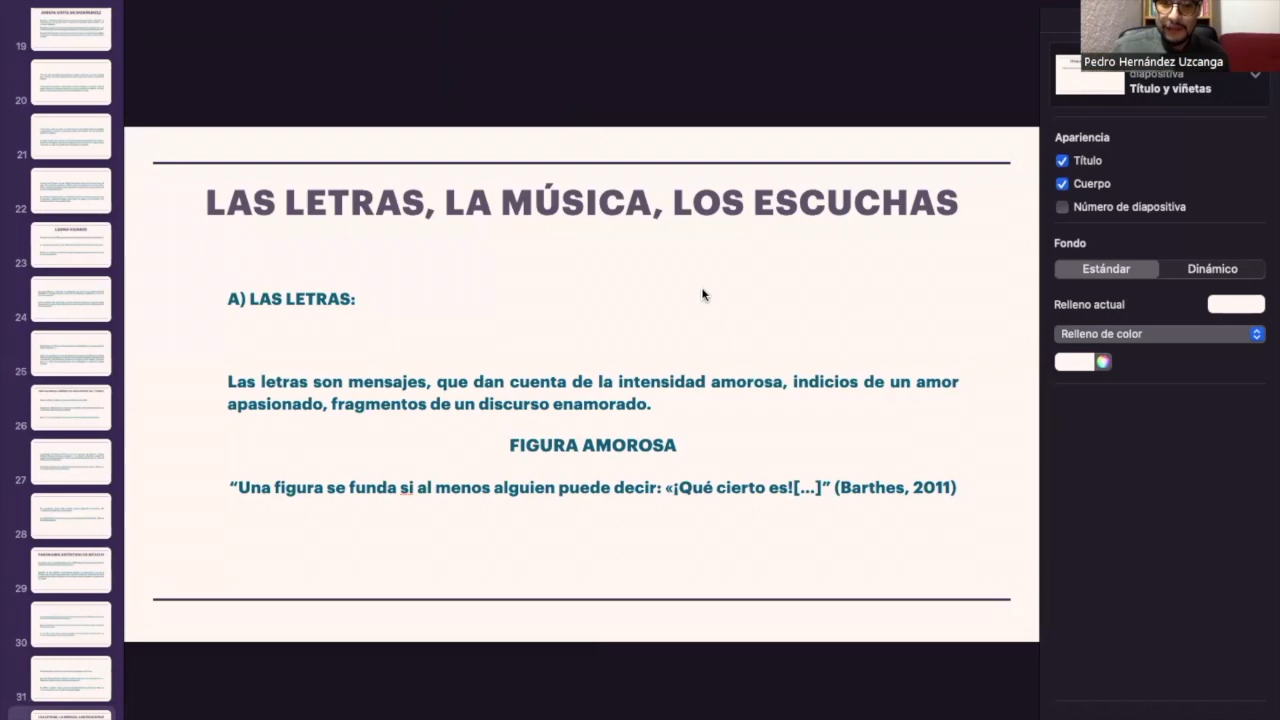 19
20
21
22
23
24
25
26
27
28
29
30
31
LAS LETRAS, LA MÚSICA, LOS ESCUCHAS
A) LAS LETRAS:
Las letras son mensajes, que dan cuenta de la intensidad amorosa, indicios de un amor
apasionado, fragmentos de un discurso enamorado.
FIGURA AMOROSA
“Una figura se funda si al menos alguien puede decir: «¡Qué cierto es![...]” (Barthes, 2011)
Pedro Hernández Uzcanga
diapositiva
Título y viñetas
Apariencia
Título
Cuerpo
Número de diapositiva
Fondo
Estándar
Dinámico
Relleno actual
Relleno de color